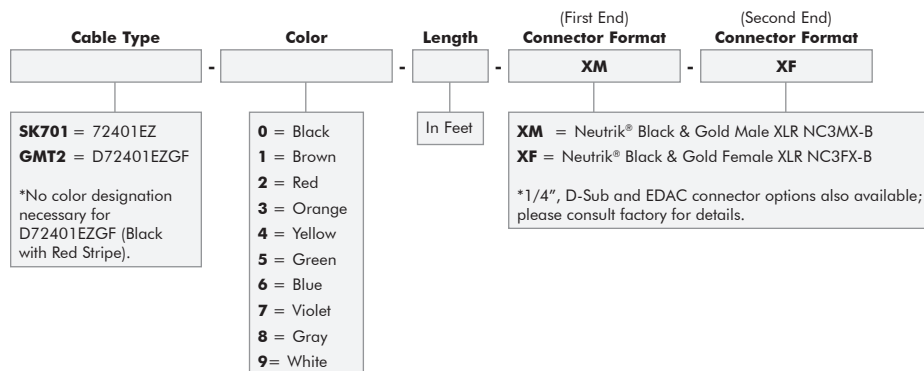 (First End) (Second End)
Cable Type Color Length Connector Format Connector Format
- - - XM - XF
SK701 = 72401EZ
GMT2 = D72401EZGF
*No color designation
necessary for
D72401EZGF (Black
with Red Stripe).
0 = Black
1 = Brown
2 = Red
3 = Orange
4 = Yellow
5 = Green
6 = Blue
7 = Violet
8 = Gray
9= White
In Feet
XM = Neutrik® Black & Gold Male XLR NC3MX-B
XF = Neutrik® Black & Gold Female XLR NC3FX-B
*1/4", D-Sub and EDAC connector options also available;
please consult factory for details.